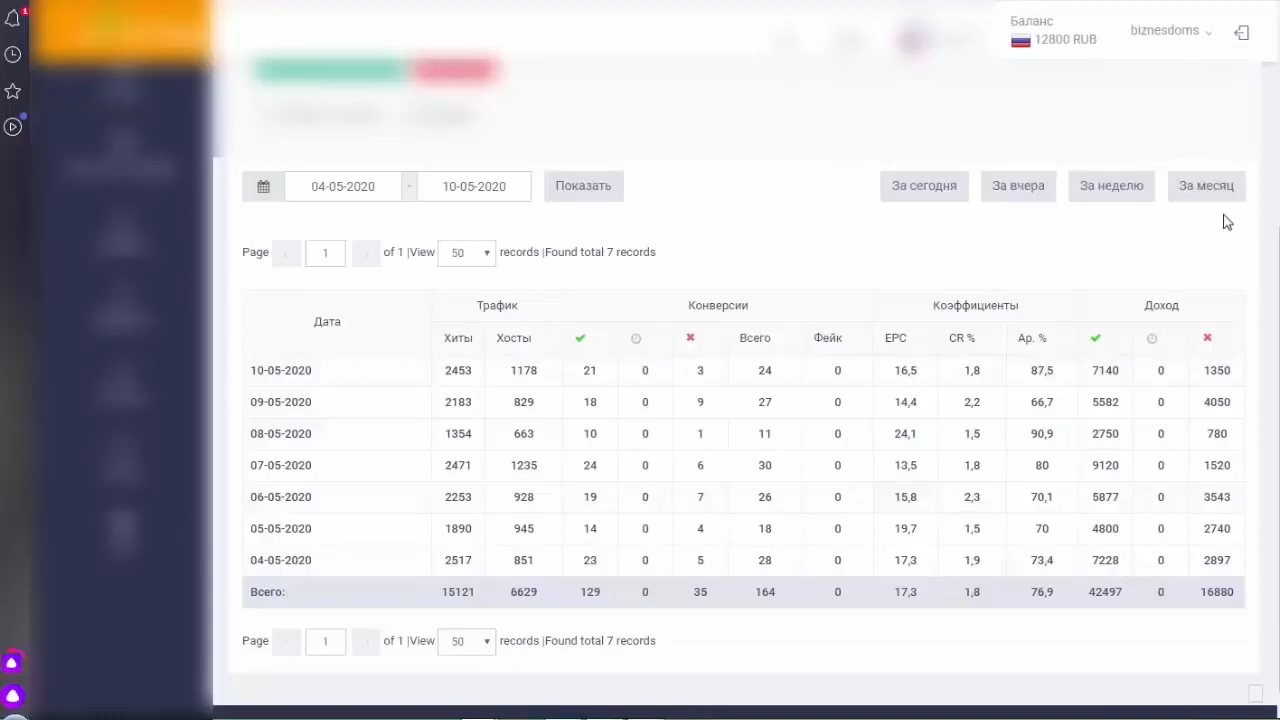 1
Баланс
12800 RUB
biznesdoms
04-05-2020 - 10-05-2020 Показать За сегодня За вчера За неделю За месяц
Page 1 of 1 |View 50 records |Found total 7 records
Дата Трафик Конверсии Коэффициенты Доход
Хиты Хосты Всего Фейк EPC CR % Ap. %
10-05-2020 2453 1178 21 0 3 24 0 16,5 1,8 87,5 7140 0 1350
09-05-2020 2183 829 18 0 9 27 0 14,4 2,2 66,7 5582 0 4050
08-05-2020 1354 663 10 0 1 11 0 24,1 1,5 90,9 2750 0 780
07-05-2020 2471 1235 24 0 6 30 0 13,5 1,8 80 9120 0 1520
06-05-2020 2253 928 19 0 7 26 0 15,8 2,3 70,1 5877 0 3543
05-05-2020 1890 945 14 0 4 18 0 19,7 1,5 70 4800 0 2740
04-05-2020 2517 851 23 0 5 28 0 17,3 1,9 73,4 7228 0 2897
Всего: 15121 6629 129 0 35 164 0 17,3 1,8 76,9 42497 0 16880
Page 1 of 1 |View 50 records |Found total 7 records